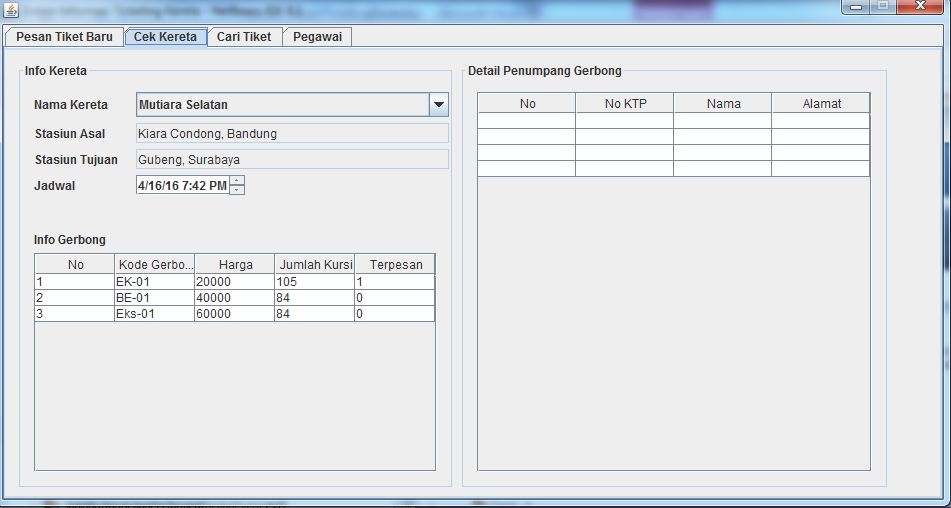 Pesan Tiket Baru Cek Kereta Cari Tiket Pegawai
Info Kereta
Nama Kereta Mutiara Selatan
Stasiun Asal Kiara Condong, Bandung
Stasiun Tujuan Gubeng, Surabaya
Jadwal 4/16/16 7:42 PM
Info Gerbong
No Kode Gerbo... Harga Jumlah Kursi Terpesan
1 EK-01 20000 105 1
2 BE-01 40000 84 0
3 Eks-01 60000 84 0
Detail Penumpang Gerbong
No No KTP Nama Alamat